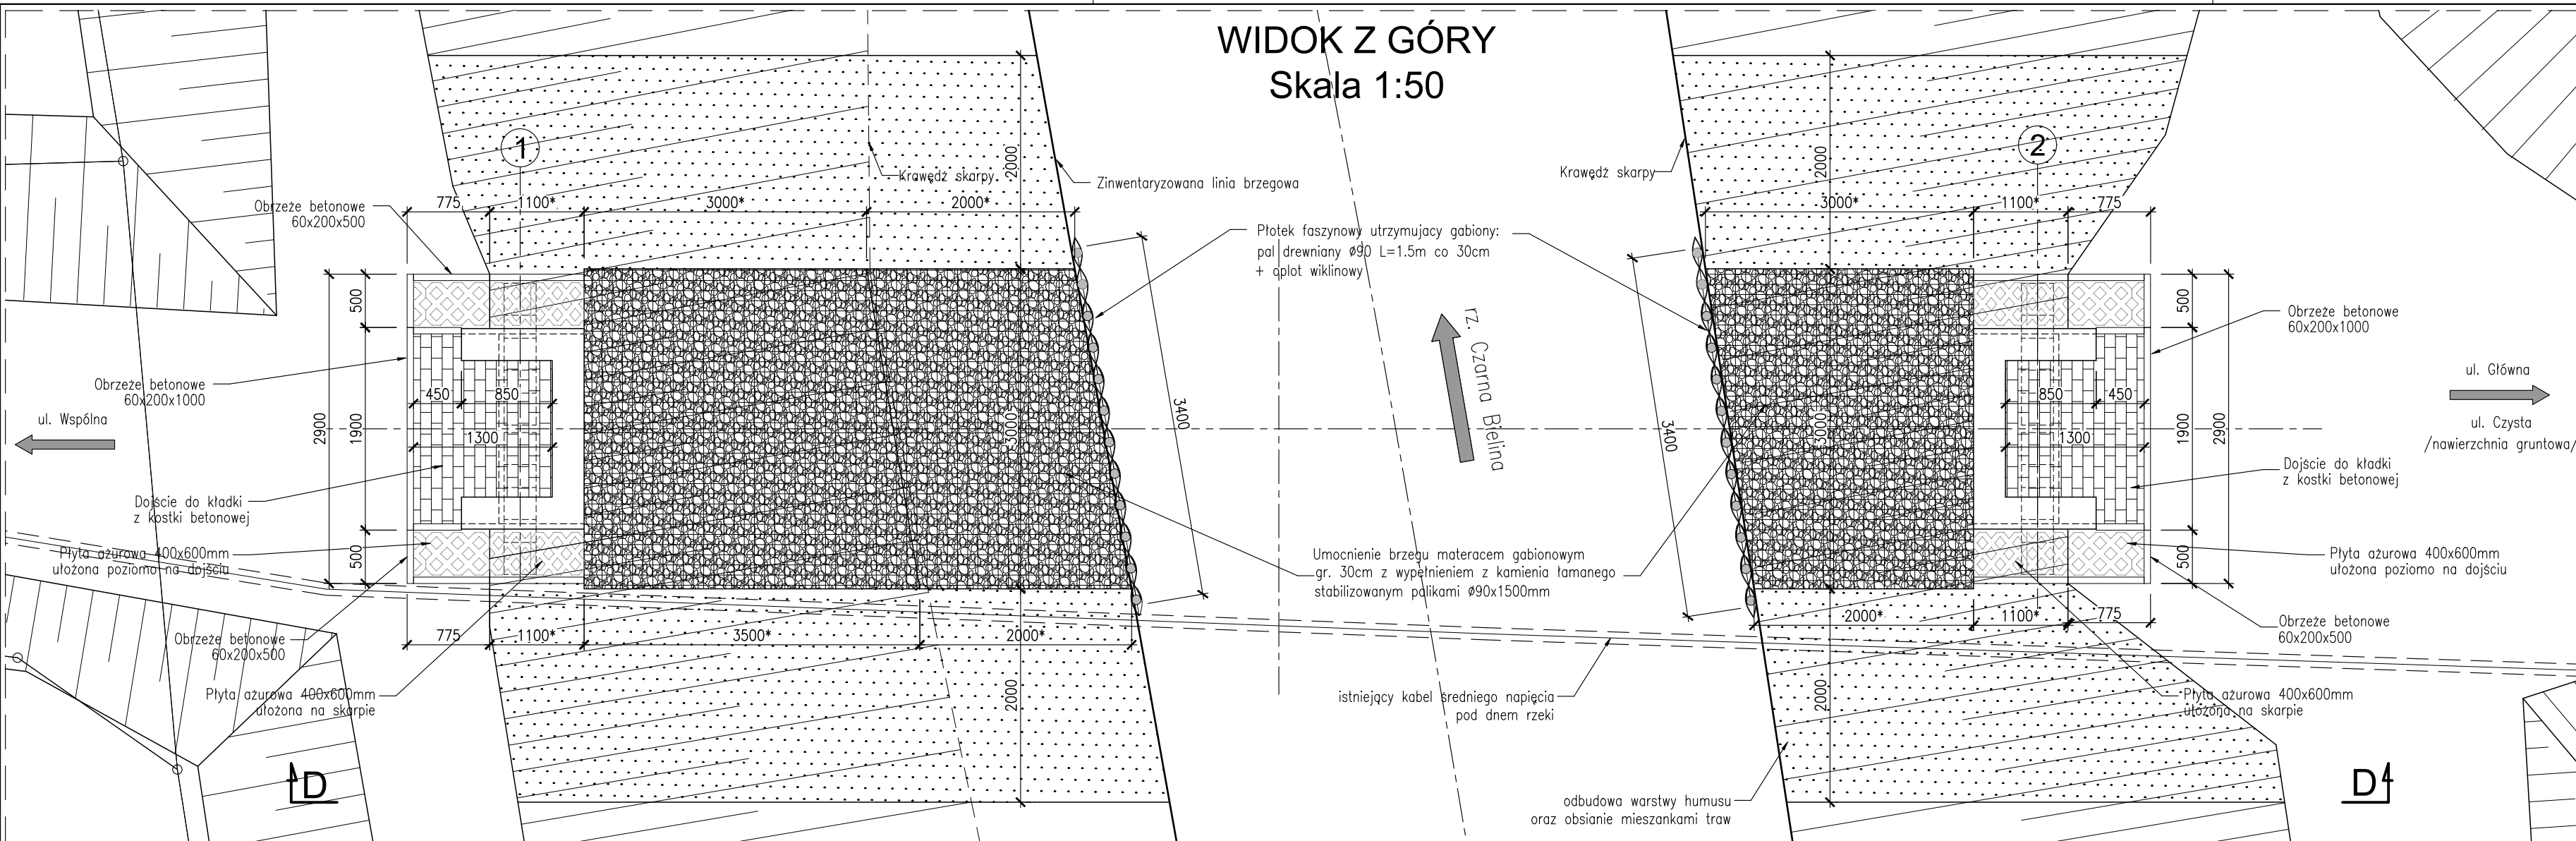 WIDOK Z GÓRY
Skala 1:50
1
2
Krawędź skarpy
Zinwentaryzowana linia brzegowa
Krawędź skarpy
2000
2000
Obrzeże betonowe
60x200x500
775
1100*
3000*
2000*
3000*
1100*
775
Płotek faszynowy utrzymujacy gabiony:
pal drewniany ø90 L=1.5m co 30cm
+ oplot wiklinowy
500
500
Obrzeże betonowe
60x200x1000
rz. Czarna Bielina
Obrzeże betonowe
60x200x1000
ul. Wspólna
450
850
1300
2900
1900
3000
3400
3400
3000
850
450
1300
1900
2900
ul. Główna
ul. Czysta
/nawierzchnia gruntowa/
Dojście do kładki
z kostki betonowej
Dojście do kładki
z kostki betonowej
Płyta ażurowa 400x600mm
ułożona poziomo na dojściu
500
Umocnienie brzegu materacem gabionowym
gr. 30cm z wypełnieniem z kamienia łamanego
stabilizowanym palikami ø90x1500mm
500
Płyta ażurowa 400x600mm
ułożona poziomo na dojściu
Obrzeże betonowe
60x200x500
775
1100*
3500*
2000*
2000*
1100*
775
Obrzeże betonowe
60x200x500
Płyta ażurowa 400x600mm
ułożona na skarpie
2000
istniejący kabel średniego napięcia
pod dnem rzeki
2000
Płyta ażurowa 400x600mm
ułożona na skarpie
D
D
odbudowa warstwy humusu
oraz obsianie mieszankami traw